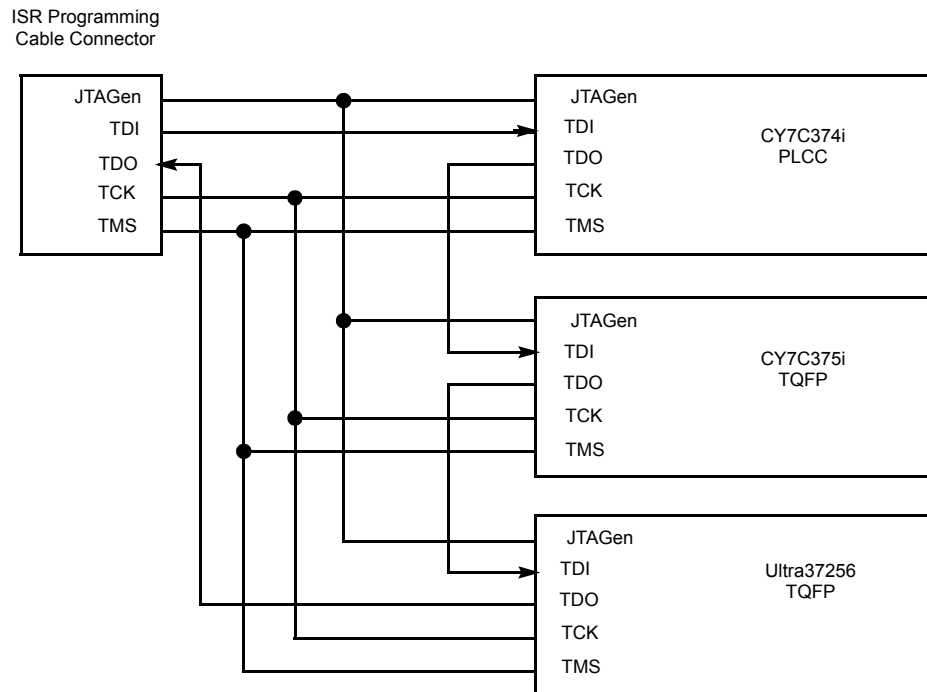 ISR Programming
Cable Connector
JTAGen
TDI
TDO
TCK
TMS
JTAGen
TDI
TDO
TCK
TMS
CY7C374i
PLCC
JTAGen
TDI
TDO
TCK
TMS
CY7C375i
TQFP
JTAGen
TDI
TDO
TCK
TMS
Ultra37256
TQFP